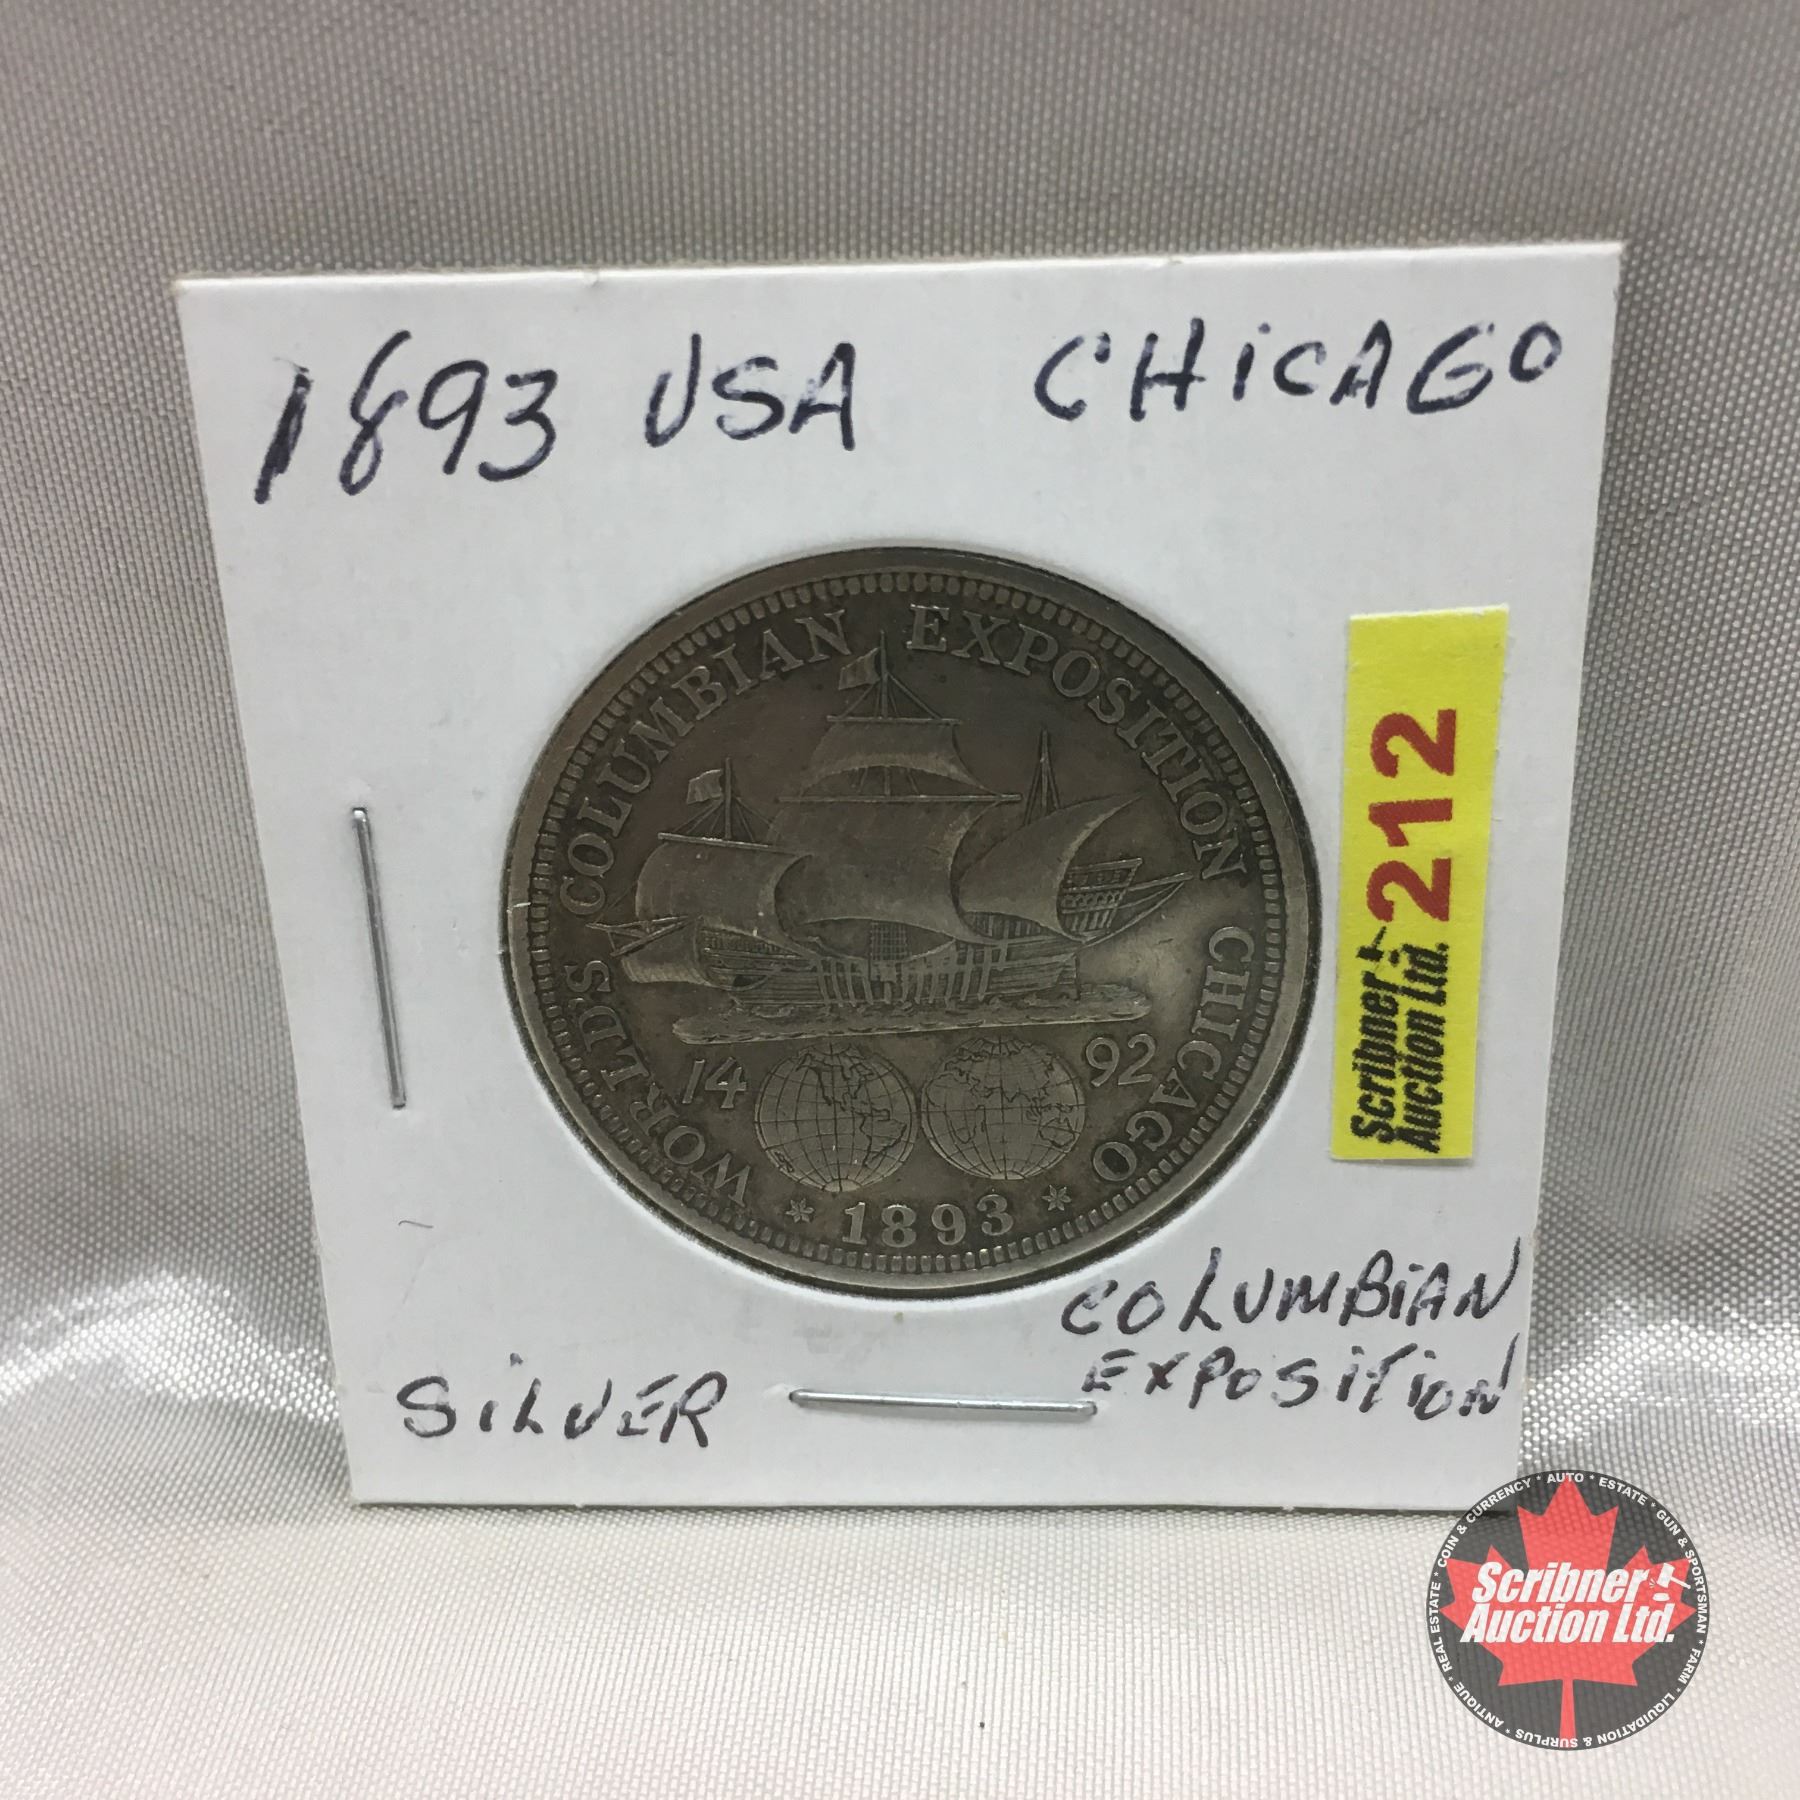 1893 USA CHiCAGO
WORLD'S COLUMBIAN EXPOSITION CHICAGO
14 92
* 1893 *
212
Scribner
Auction Ltd.
COLUMBiAN
EXPOSiTiON
SiLVER
COIN & CURRENCY * AUTO * ESTATE * GUN & SPORTSMAN * FARM * LIQUIDATION & SURPLUS * ANTIQUE * REAL ESTATE *
Scribner
Auction Ltd.